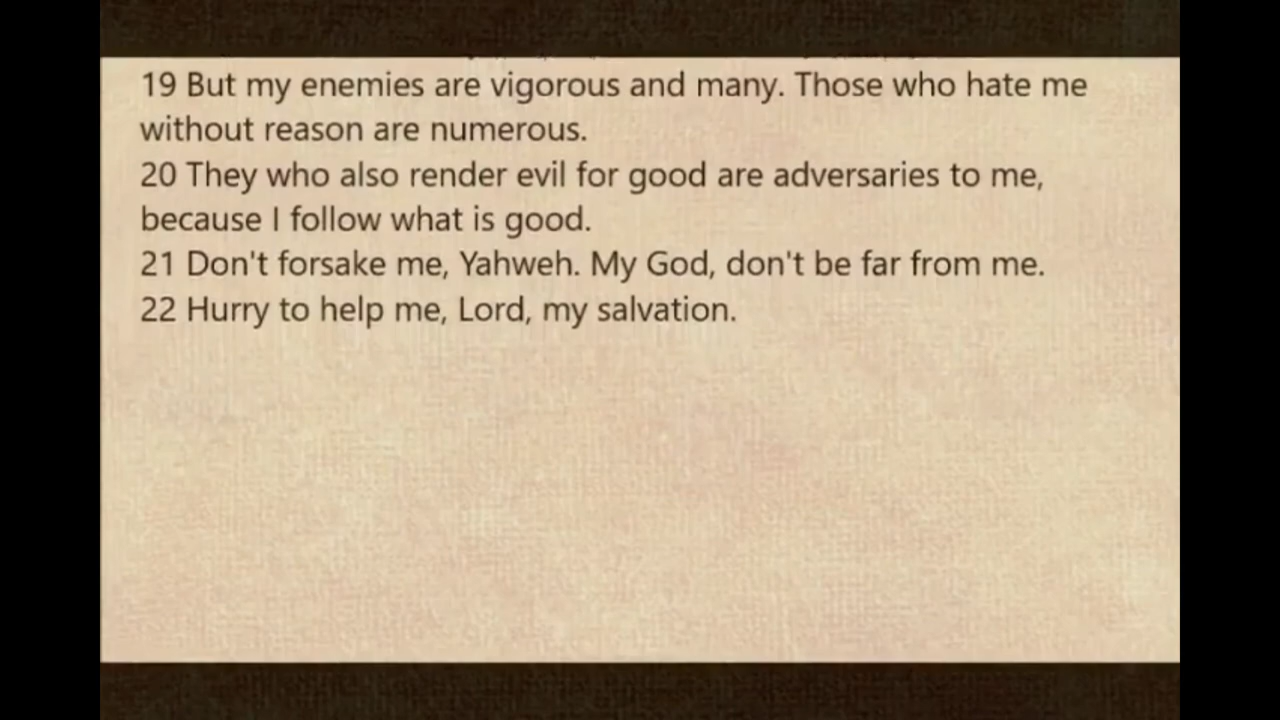 19 But my enemies are vigorous and many. Those who hate me
without reason are numerous.
20 They who also render evil for good are adversaries to me,
because I follow what is good.
21 Don't forsake me, Yahweh. My God, don't be far from me.
22 Hurry to help me, Lord, my salvation.